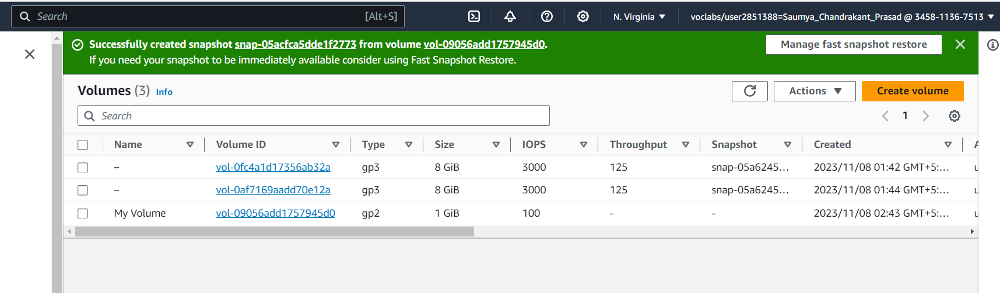 Search [Alt+S] N. Virginia voclabs/user2851388=Saumya_Chandrakant_Prasad @ 3458-1136-7513
Successfully created snapshot snap-05acfca5dde1f2773 from volume vol-09056add1757945d0. Manage fast snapshot restore
If you need your snapshot to be immediately available consider using Fast Snapshot Restore.
Volumes (3) Info Actions Create volume
Search 1
Name Volume ID Type Size IOPS Throughput Snapshot Created
– vol-0fc4a1d17356ab32a gp3 8 GiB 3000 125 snap-05a6245... 2023/11/08 01:42 GMT+5:...
– vol-0af7169aadd70e12a gp3 8 GiB 3000 125 snap-05a6245... 2023/11/08 01:44 GMT+5:...
My Volume vol-09056add1757945d0 gp2 1 GiB 100 - - 2023/11/08 02:43 GMT+5:...